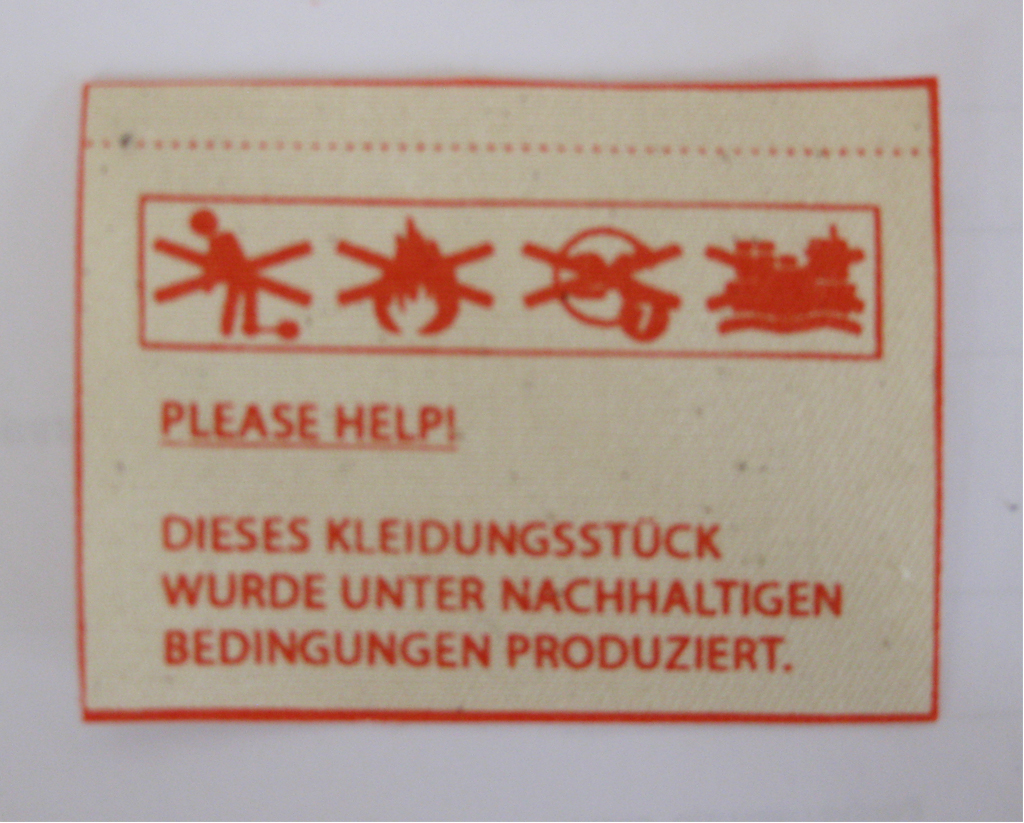 PLEASE HELP!
DIESES KLEIDUNGSSTÜCK
WURDE UNTER NACHHALTIGEN
BEDINGUNGEN PRODUZIERT.